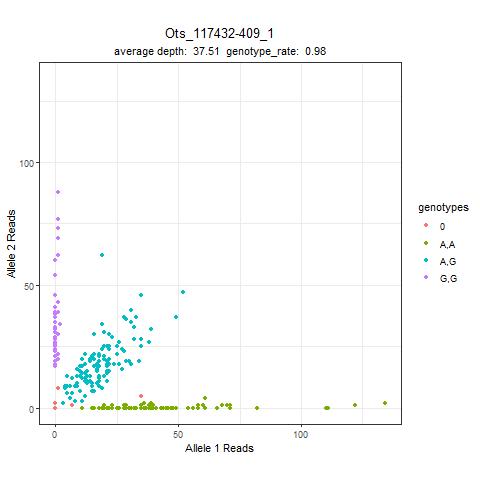 Ots_117432-409_1
average depth: 37.51 genotype_rate: 0.98
Allele 2 Reads
100
50
0
0
50
100
Allele 1 Reads
genotypes
0
A,A
A,G
G,G